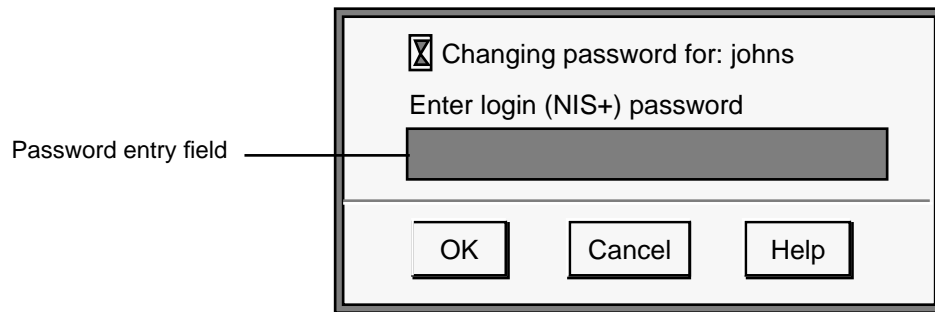 Changing password for: johns
Enter login (NIS+) password
Password entry field
OK Cancel Help